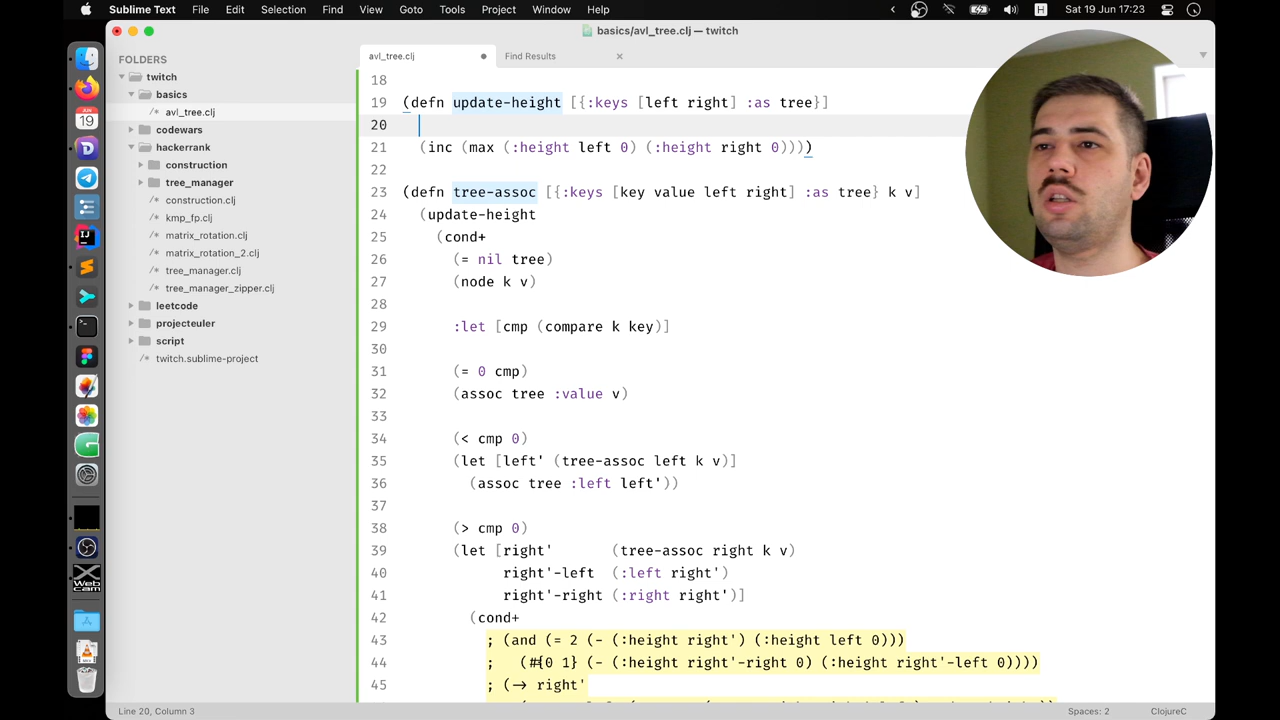 Sublime Text File Edit Selection Find View Goto Tools Project Window Help H Sat 19 Jun 17:23
basics/avl_tree.clj — twitch
FOLDERS
twitch
basics
/* avl_tree.clj
codewars
hackerrank
construction
tree_manager
/* construction.clj
/* kmp_fp.clj
/* matrix_rotation.clj
/* matrix_rotation_2.clj
/* tree_manager.clj
/* tree_manager_zipper.clj
leetcode
projecteuler
script
/* twitch.sublime-project
avl_tree.clj
Find Results
18
19 (defn update-height [{:keys [left right] :as tree}]
20
21 (inc (max (:height left 0) (:height right 0))))
22
23 (defn tree-assoc [{:keys [key value left right] :as tree} k v]
24 (update-height
25 (cond+
26 (= nil tree)
27 (node k v)
28
29 :let [cmp (compare k key)]
30
31 (= 0 cmp)
32 (assoc tree :value v)
33
34 (< cmp 0)
35 (let [left' (tree-assoc left k v)]
36 (assoc tree :left left'))
37
38 (> cmp 0)
39 (let [right' (tree-assoc right k v)
40 right'-left (:left right')
41 right'-right (:right right')]
42 (cond+
43 ; (and (= 2 (- (:height right') (:height left 0)))
44 ; (#{0 1} (- (:height right'-right 0) (:height right'-left 0))))
45 ; (-> right'
JUN
19
WebCam
Line 20, Column 3
Spaces: 2
ClojureC